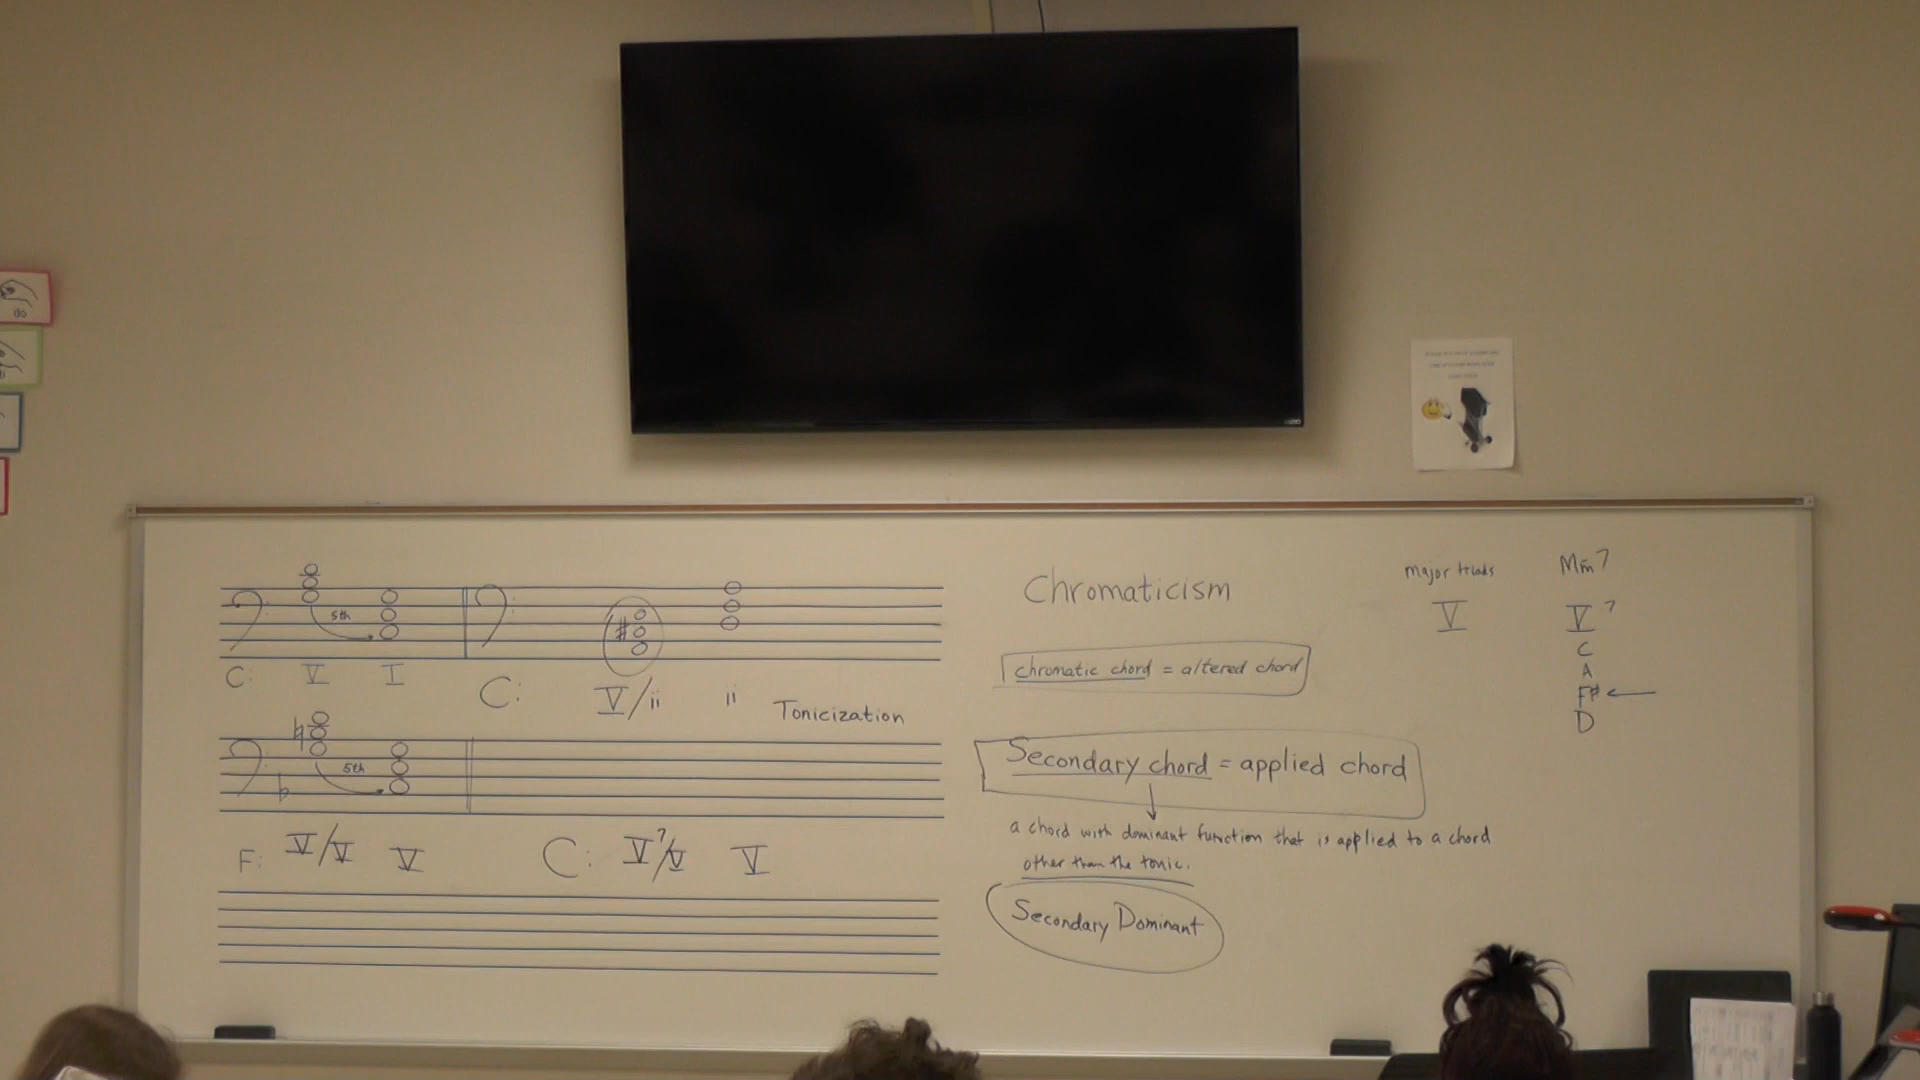 do
5th
C: V I
C: V/ii ii
Tonicization
5th
F: V/V V
C: V7/V V
Chromaticism
chromatic chord = altered chord
Secondary chord = applied chord
a chord with dominant function that is applied to a chord
other than the tonic.
Secondary Dominant
Major triads
V
Mm7
V7
C
A
F#
D